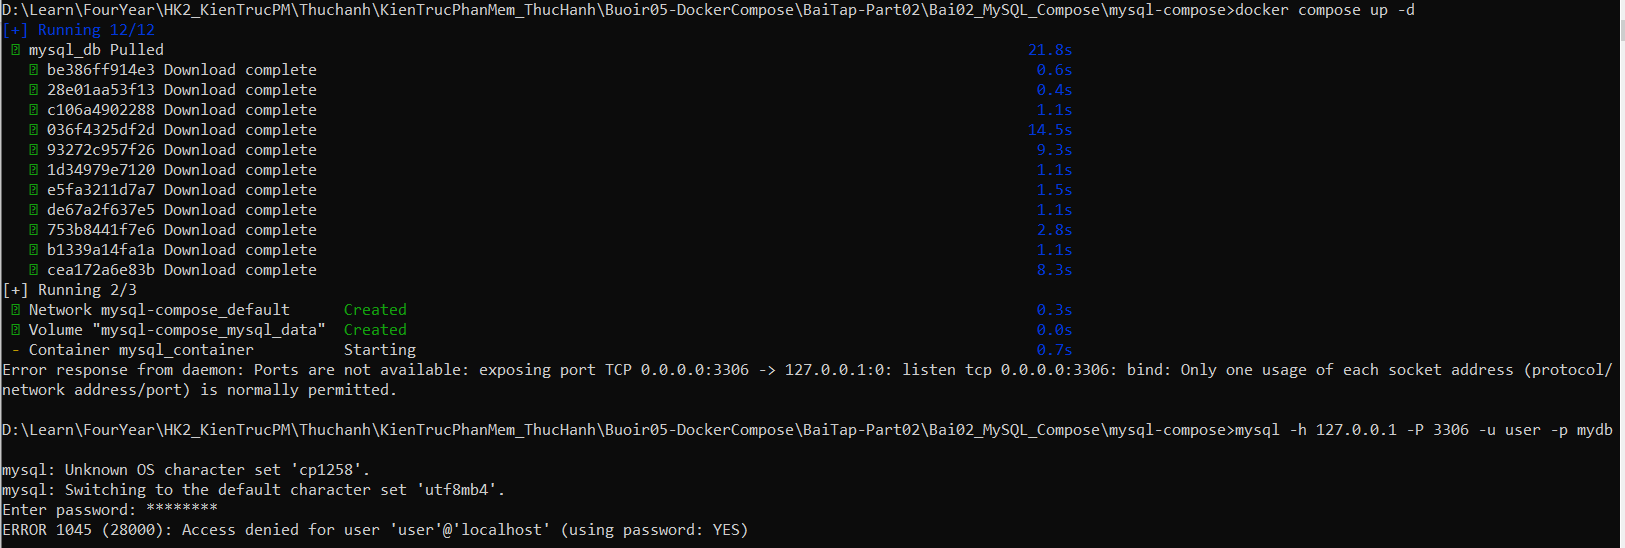 D:\Learn\FourYear\HK2_KienTrucPM\Thuchanh\KienTrucPhanMem_ThucHanh\Buoir05-DockerCompose\BaiTap-Part02\Bai02_MySQL_Compose\mysql-compose>docker compose up -d
[+] Running 12/12
mysql_db Pulled 21.8s
be386ff914e3 Download complete 0.6s
28e01aa53f13 Download complete 0.4s
c106a4902288 Download complete 1.1s
036f4325df2d Download complete 14.5s
93272c957f26 Download complete 9.3s
1d34979e7120 Download complete 1.1s
e5fa3211d7a7 Download complete 1.5s
de67a2f637e5 Download complete 1.1s
753b8441f7e6 Download complete 2.8s
b1339a14fa1a Download complete 1.1s
cea172a6e83b Download complete 8.3s
[+] Running 2/3
Network mysql-compose_default Created 0.3s
Volume "mysql-compose_mysql_data" Created 0.0s
- Container mysql_container Starting 0.7s
Error response from daemon: Ports are not available: exposing port TCP 0.0.0.0:3306 -> 127.0.0.1:0: listen tcp 0.0.0.0:3306: bind: Only one usage of each socket address (protocol/
network address/port) is normally permitted.
D:\Learn\FourYear\HK2_KienTrucPM\Thuchanh\KienTrucPhanMem_ThucHanh\Buoir05-DockerCompose\BaiTap-Part02\Bai02_MySQL_Compose\mysql-compose>mysql -h 127.0.0.1 -P 3306 -u user -p mydb
mysql: Unknown OS character set 'cp1258'.
mysql: Switching to the default character set 'utf8mb4'.
Enter password: ********
ERROR 1045 (28000): Access denied for user 'user'@'localhost' (using password: YES)